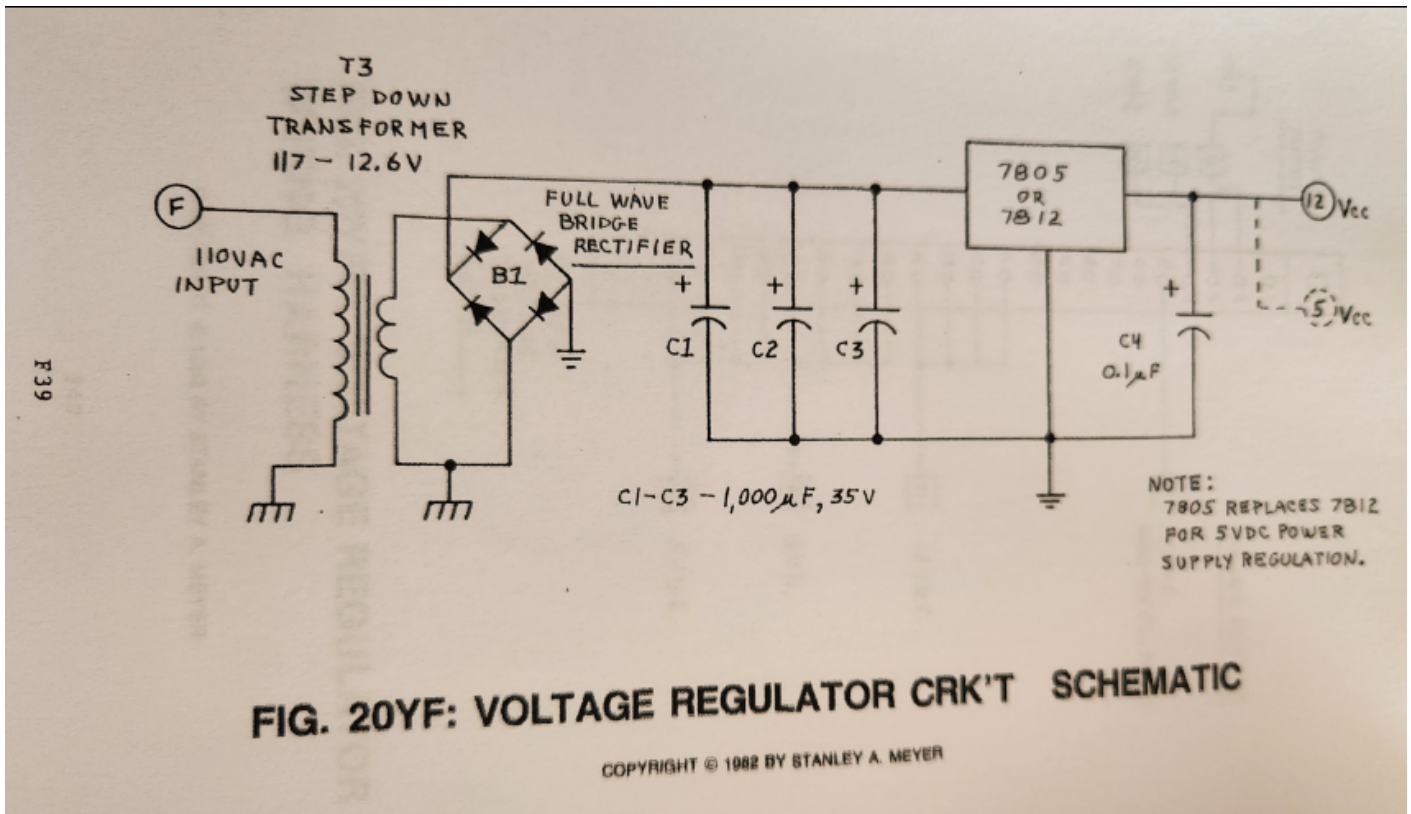 T3
STEP DOWN
TRANSFORMER
117 - 12.6V
F
110VAC
INPUT
FULL WAVE
BRIDGE
RECTIFIER
B1
+
C1
+
C2
+
C3
7805
OR
7812
12 Vcc
5 Vcc
+
C4
0.1µF
C1-C3 - 1,000µF, 35V
NOTE:
7805 REPLACES 7812
FOR 5VDC POWER
SUPPLY REGULATION.
F39
FIG. 20YF: VOLTAGE REGULATOR CRK'T SCHEMATIC
COPYRIGHT © 1982 BY STANLEY A. MEYER